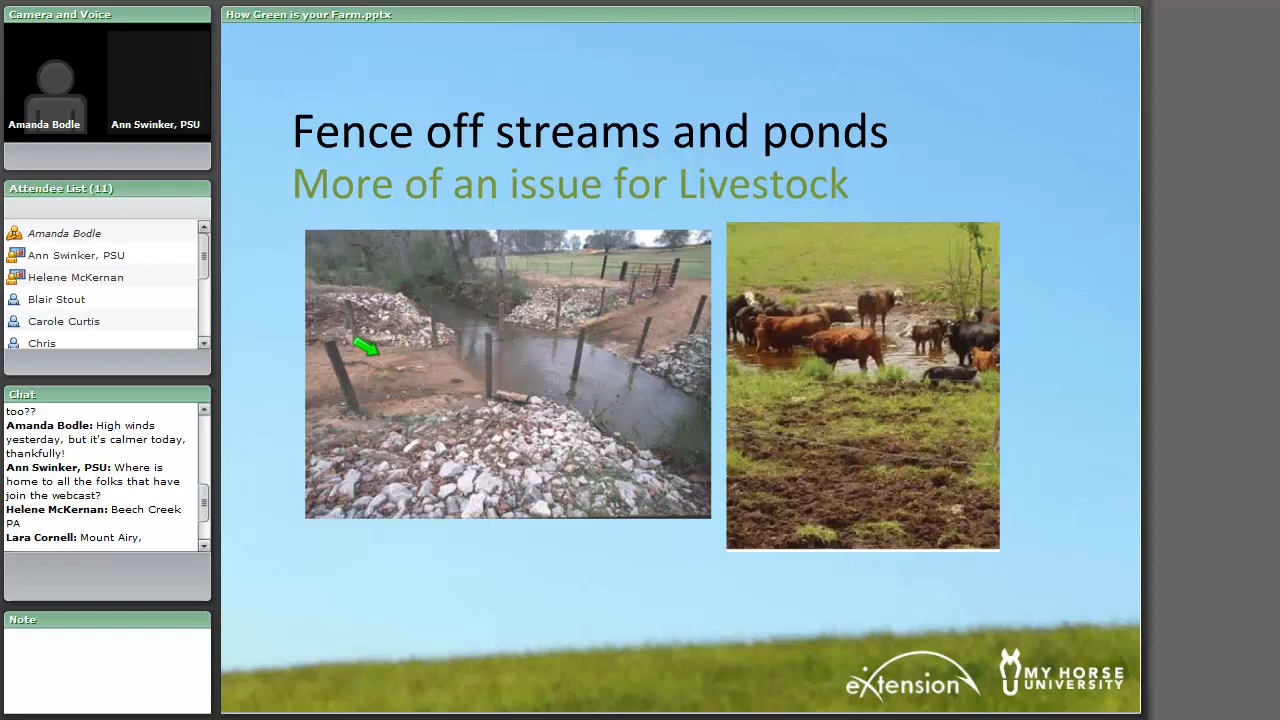 Camera and Voice
Amanda Bodle
Ann Swinker, PSU
Attendee List (11)
Amanda Bodle
Ann Swinker, PSU
Helene McKernan
Blair Stout
Carole Curtis
Chris
Chat
too??
Amanda Bodle: High winds
yesterday, but it's calmer today,
thankfully!
Ann Swinker, PSU: Where is
home to all the folks that have
join the webcast?
Helene McKernan: Beech Creek
PA
Lara Cornell: Mount Airy,
Note
How Green is your Farm.pptx
Fence off streams and ponds
More of an issue for Livestock
eXtension
MY HORSE
UNIVERSITY